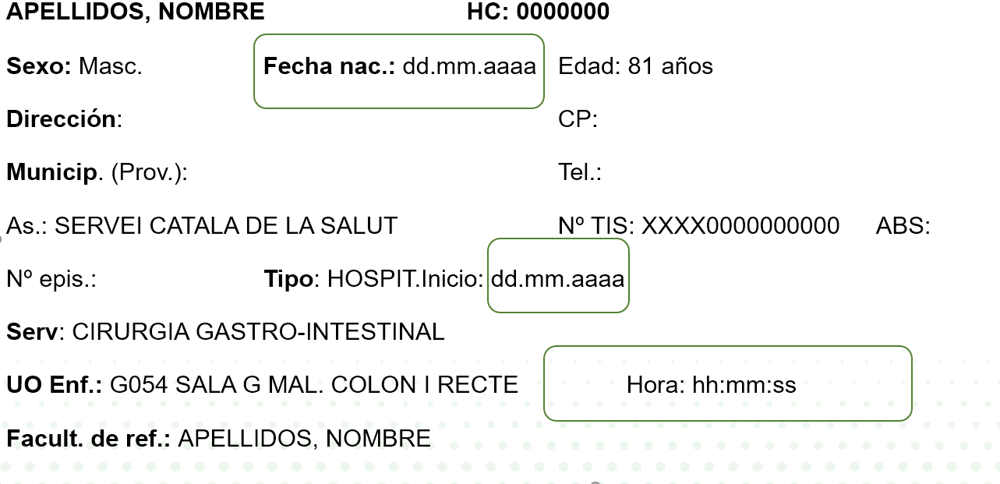 APELLIDOS, NOMBRE HC: 0000000
Sexo: Masc. Fecha nac.: dd.mm.aaaa Edad: 81 años
Dirección: CP:
Municip. (Prov.): Tel.:
As.: SERVEI CATALA DE LA SALUT Nº TIS: XXXX0000000000 ABS:
Nº epis.: Tipo: HOSPIT.Inicio: dd.mm.aaaa
Serv: CIRURGIA GASTRO-INTESTINAL
UO Enf.: G054 SALA G MAL. COLON I RECTE Hora: hh:mm:ss
Facult. de ref.: APELLIDOS, NOMBRE